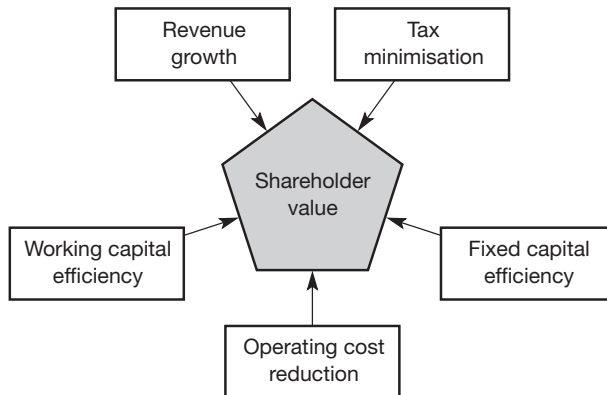 Revenue
growth
Tax
minimisation
Shareholder
value
Working capital
efficiency
Fixed capital
efficiency
Operating cost
reduction